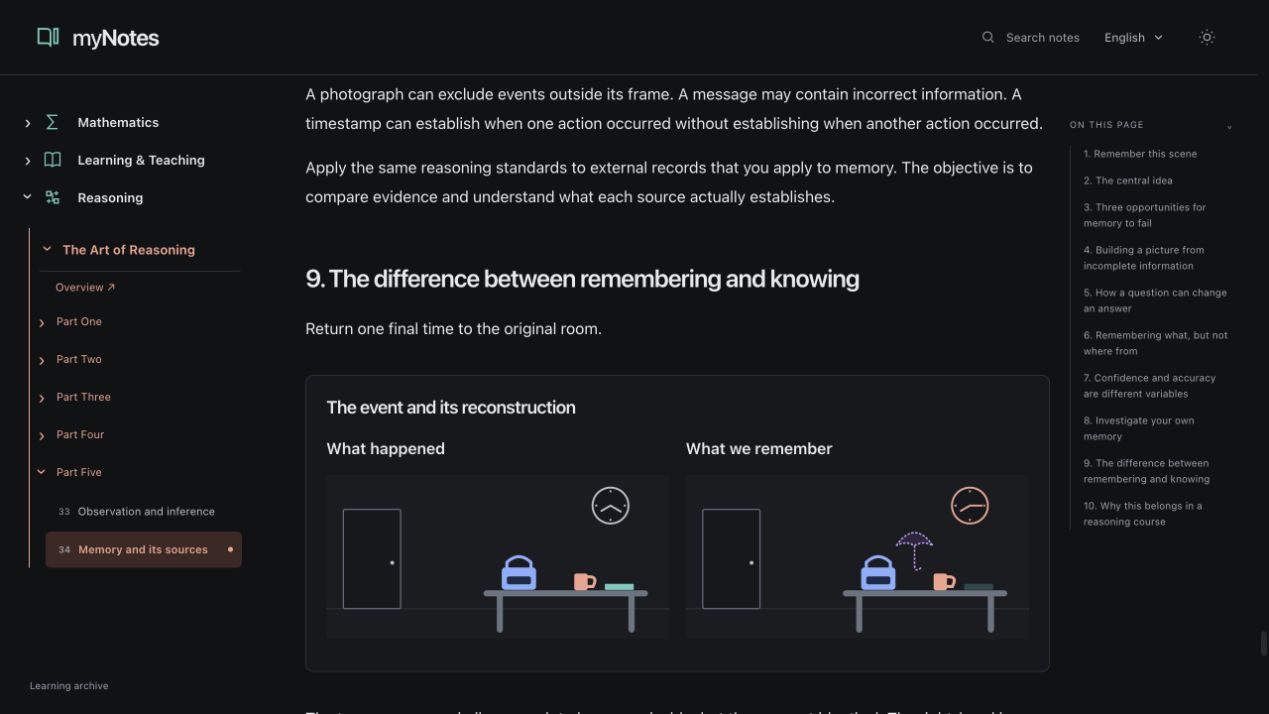 myNotes
Search notes
English
Mathematics
Learning & Teaching
Reasoning
The Art of Reasoning
Overview ↗
Part One
Part Two
Part Three
Part Four
Part Five
33 Observation and inference
34 Memory and its sources
Learning archive
A photograph can exclude events outside its frame. A message may contain incorrect information. A
timestamp can establish when one action occurred without establishing when another action occurred.
Apply the same reasoning standards to external records that you apply to memory. The objective is to
compare evidence and understand what each source actually establishes.
9. The difference between remembering and knowing
Return one final time to the original room.
The event and its reconstruction
What happened
What we remember
ON THIS PAGE
1. Remember this scene
2. The central idea
3. Three opportunities for
memory to fail
4. Building a picture from
incomplete information
5. How a question can change
an answer
6. Remembering what, but not
where from
7. Confidence and accuracy
are different variables
8. Investigate your own
memory
9. The difference between
remembering and knowing
10. Why this belongs in a
reasoning course